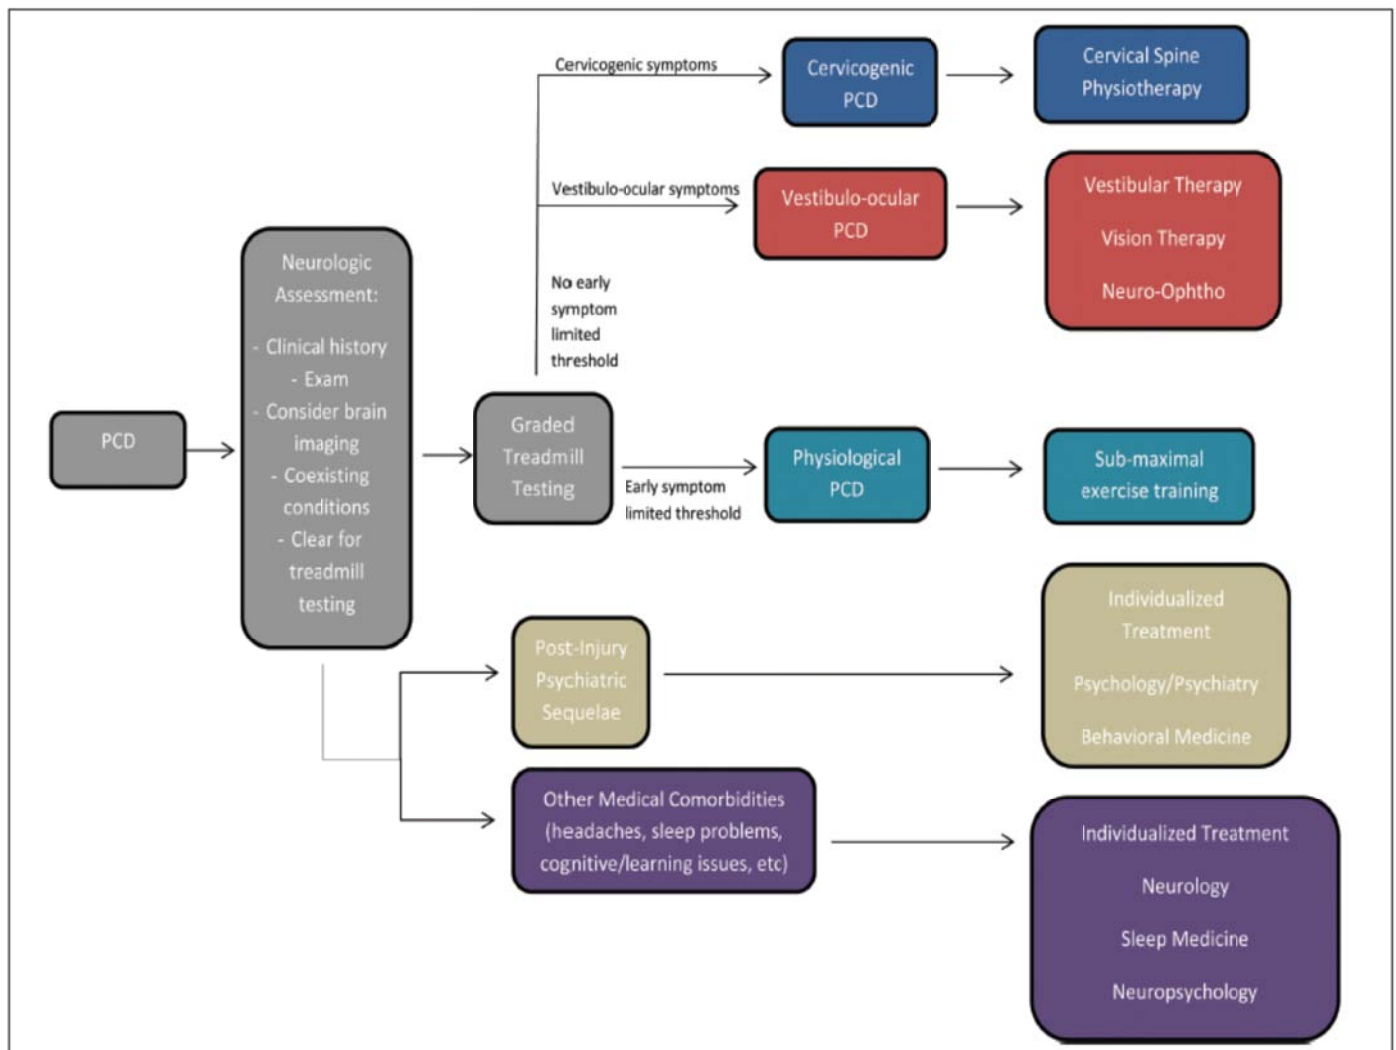 PCD
Neurologic
Assessment:
- Clinical history
- Exam
- Consider brain
imaging
- Coexisting
conditions
- Clear for
treadmill
testing
Graded
Treadmill
Testing
No early
symptom
limited
threshold
Cervicogenic symptoms
Cervicogenic
PCD
Cervical Spine
Physiotherapy
Vestibulo-ocular symptoms
Vestibulo-ocular
PCD
Vestibular Therapy
Vision Therapy
Neuro-Ophtho
Early symptom
limited threshold
Physiological
PCD
Sub-maximal
exercise training
Post-Injury
Psychiatric
Sequelae
Individualized
Treatment
Psychology/Psychiatry
Behavioral Medicine
Other Medical Comorbidities
(headaches, sleep problems,
cognitive/learning issues, etc)
Individualized Treatment
Neurology
Sleep Medicine
Neuropsychology